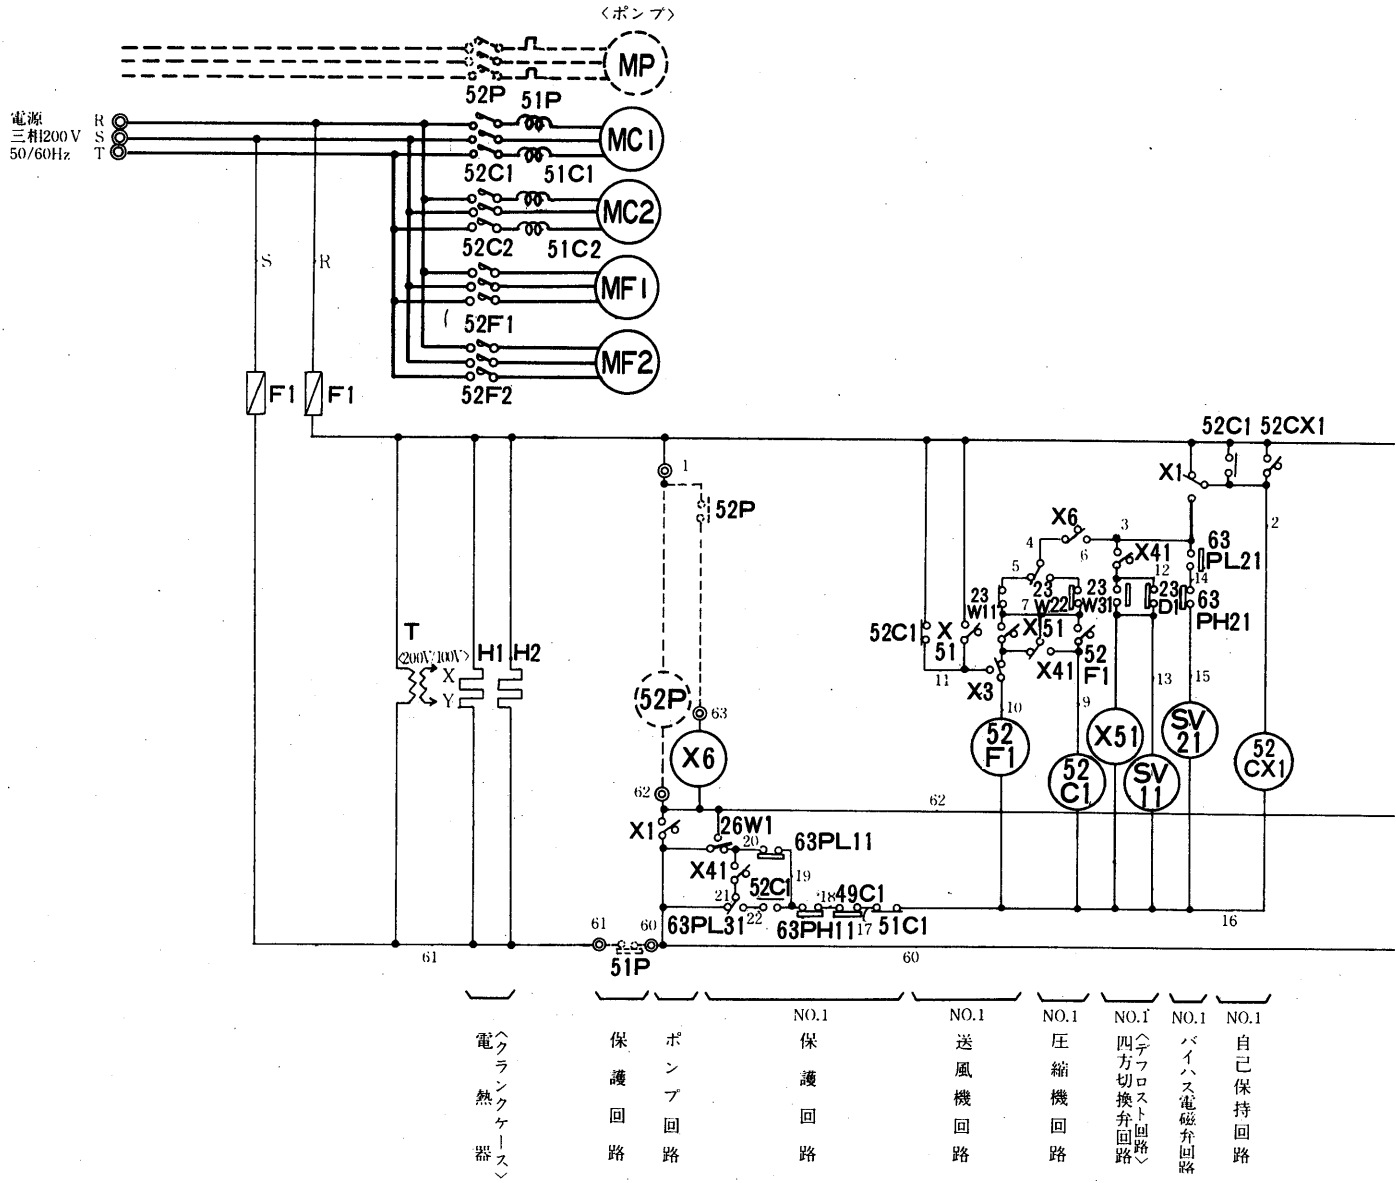 〈ポンプ〉
MP
52P
51P
電源
三相200V
50/60Hz
R
S
T
MC1
52C1
51C1
MC2
52C2
51C2
MF1
52F1
MF2
52F2
S
R
F1
F1
52C1
52CX1
X1
1
52P
2
X6
3
4
6
X41
63
PL21
5
12
14
23
W11
7
23
W22
23
W31
23
D1
63
PH21
T
〈200V/100V〉
X
Y
H1
H2
52C1
X
51
X
51
X41
52
F1
11
X3
13
15
52P
63
10
9
X6
52
F1
52
C1
X51
SV
11
SV
21
52
CX1
62
62
X1
26W1
20
63PL11
X41
19
21
52C1
18
49C1
63PL31
22
63PH11
17
51C1
16
61
60
61
51P
60
電熱器
〈クランクケース〉
保護回路
ポンプ回路
NO.1
保護回路
NO.1
送風機回路
NO.1
圧縮機回路
NO.1
四方切換弁回路
〈デフロスト回路〉
NO.1
バイパス電磁弁回路
NO.1
自己保持回路